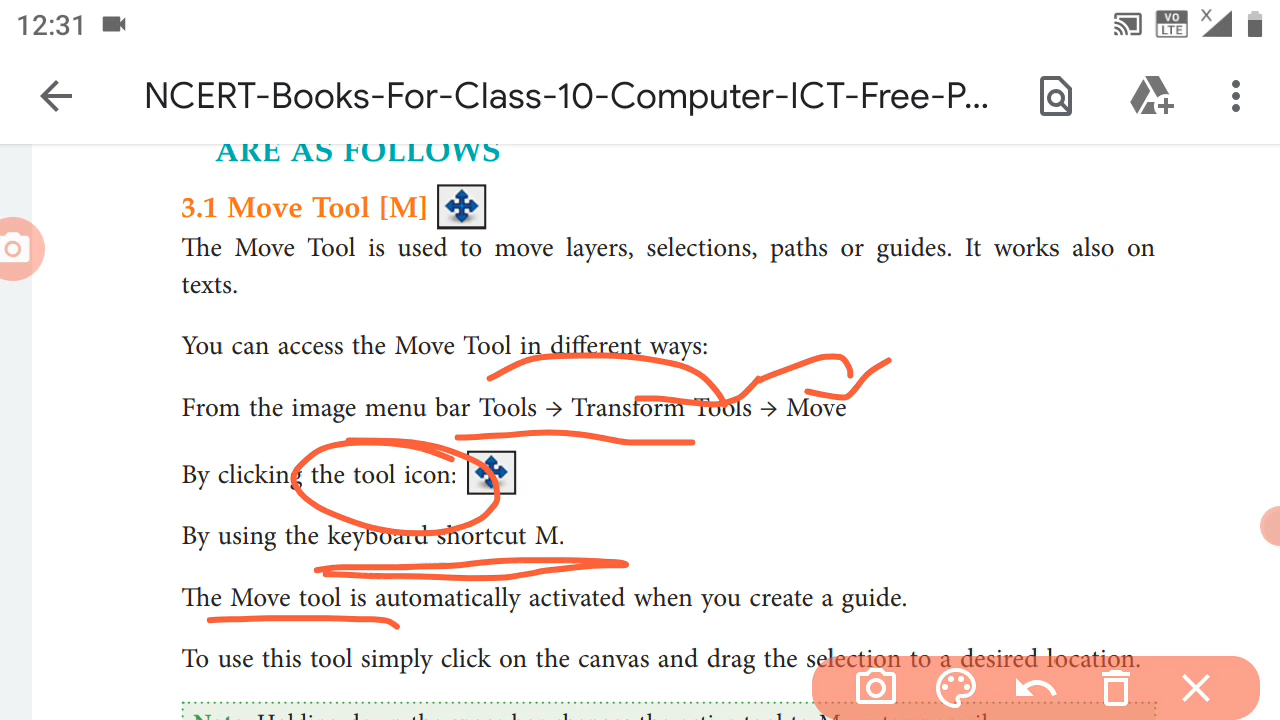 12:31
VO LTE X
NCERT-Books-For-Class-10-Computer-ICT-Free-P...
ARE AS FOLLOWS
3.1 Move Tool [M]
The Move Tool is used to move layers, selections, paths or guides. It works also on
texts.
You can access the Move Tool in different ways:
From the image menu bar Tools → Transform Tools → Move
By clicking the tool icon:
By using the keyboard shortcut M.
The Move tool is automatically activated when you create a guide.
To use this tool simply click on the canvas and drag the selection to a desired location.